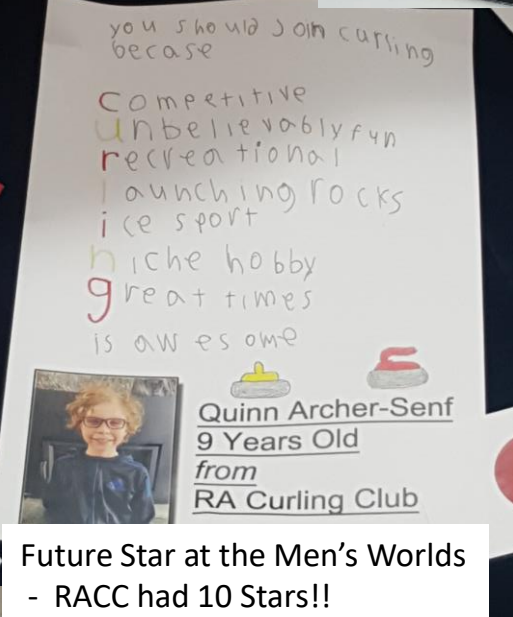 you should join curling
becase
competitive
unbelievably fun
recreational
launching rocks
ice sport
niche hobby
great times
is awesome
Quinn Archer-Senf
9 Years Old
from
RA Curling Club
Future Star at the Men's Worlds
- RACC had 10 Stars!!